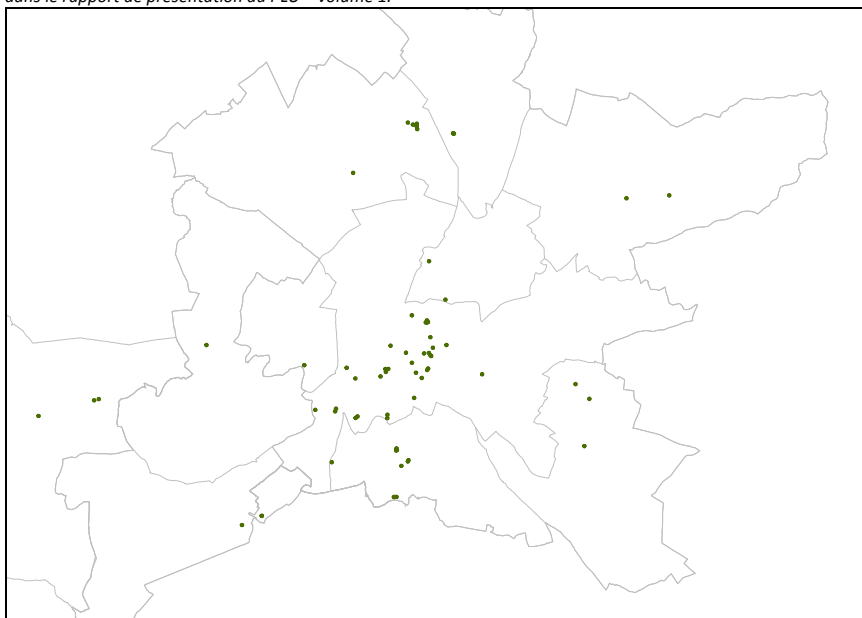 dans le rapport de présentation du PLU – Volume 1.